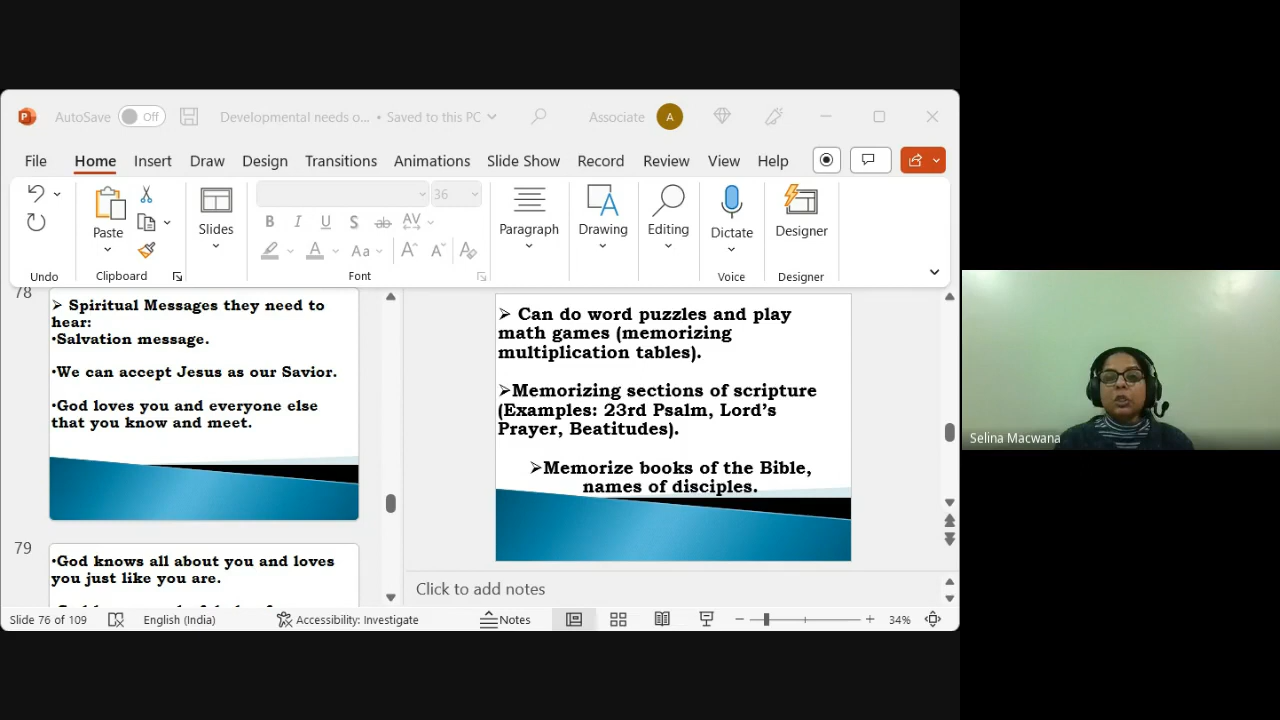 AutoSave Off Developmental needs o... • Saved to this PC Associate A
File Home Insert Draw Design Transitions Animations Slide Show Record Review View Help
36
Paste Slides B I U S ab AV Paragraph Drawing Editing Dictate Designer
A Aa A A A
Undo Clipboard Font Voice Designer
78
➢ Spiritual Messages they need to
hear:
•Salvation message.
•We can accept Jesus as our Savior.
•God loves you and everyone else
that you know and meet.
79
•God knows all about you and loves
you just like you are.
➢ Can do word puzzles and play
math games (memorizing
multiplication tables).
➢Memorizing sections of scripture
(Examples: 23rd Psalm, Lord's
Prayer, Beatitudes).
➢Memorize books of the Bible,
names of disciples.
Click to add notes
Slide 76 of 109 English (India) Accessibility: Investigate Notes 34%
Selina Macwana